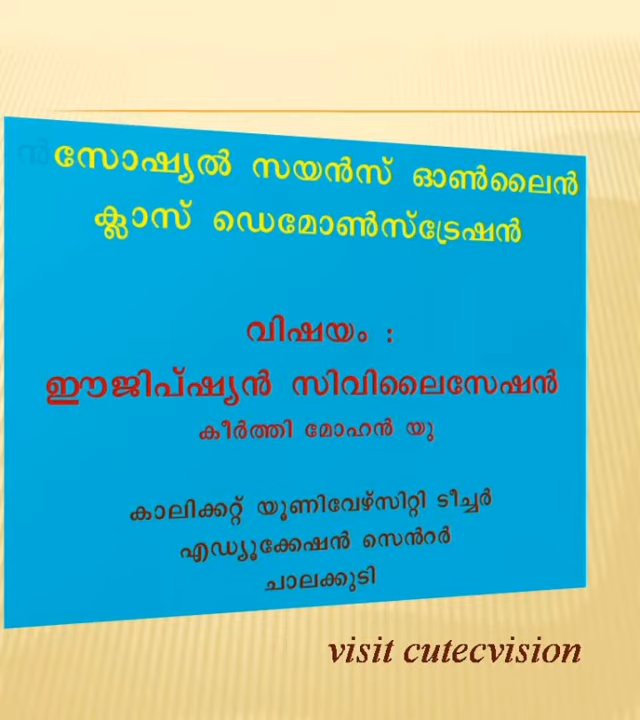 സോഷ്യൽ സയൻസ് ഓൺലൈൻ
ക്ലാസ് ഡെമോൺസ്ട്രേഷൻ
വിഷയം :
ഈജിപ്ഷ്യൻ സിവിലൈസേഷൻ
കീർത്തി മോഹൻ യു
കാലിക്കറ്റ് യൂണിവേഴ്സിറ്റി ടീച്ചർ
എഡ്യൂക്കേഷൻ സെൻറർ
ചാലക്കുടി
visit cutecvision